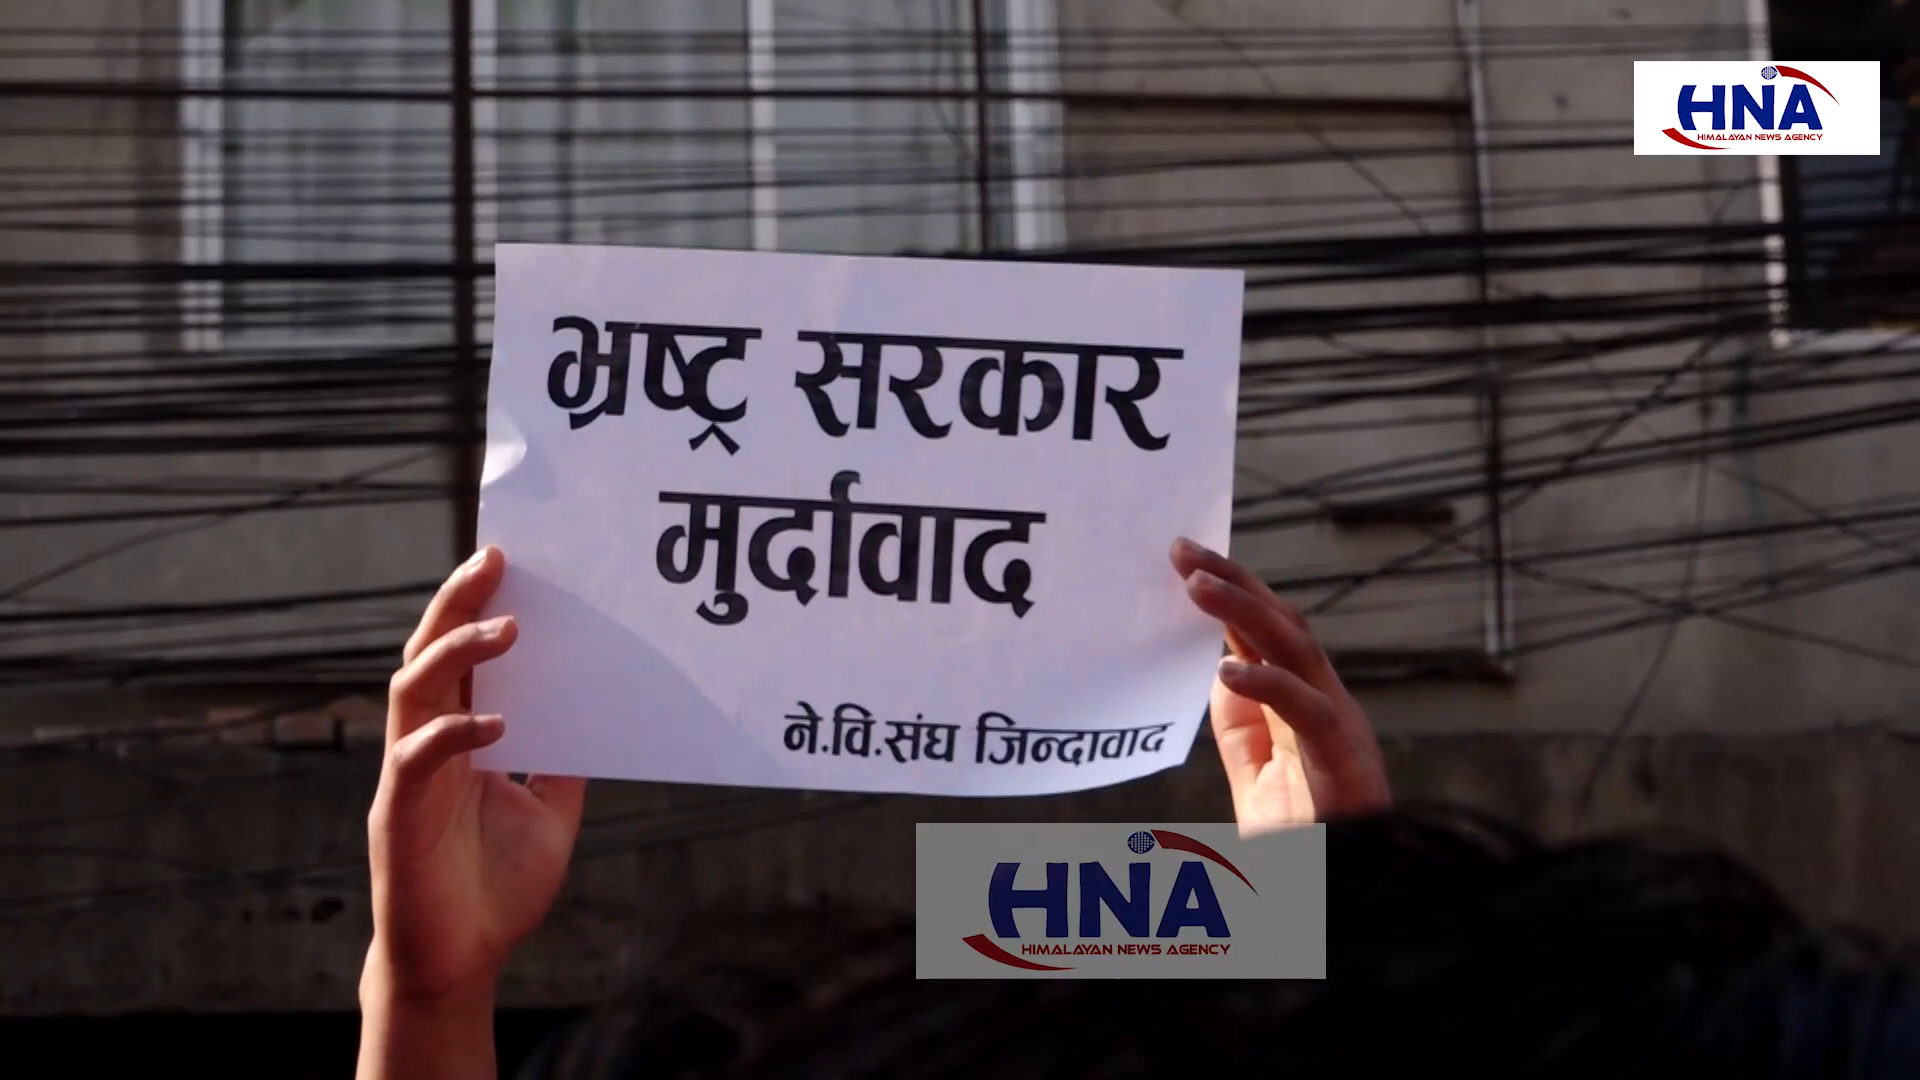 HNA
HIMALAYAN NEWS AGENCY
भ्रष्ट्र सरकार
मुर्दावाद
ने.वि.संघ जिन्दावाद
HNA
HIMALAYAN NEWS AGENCY